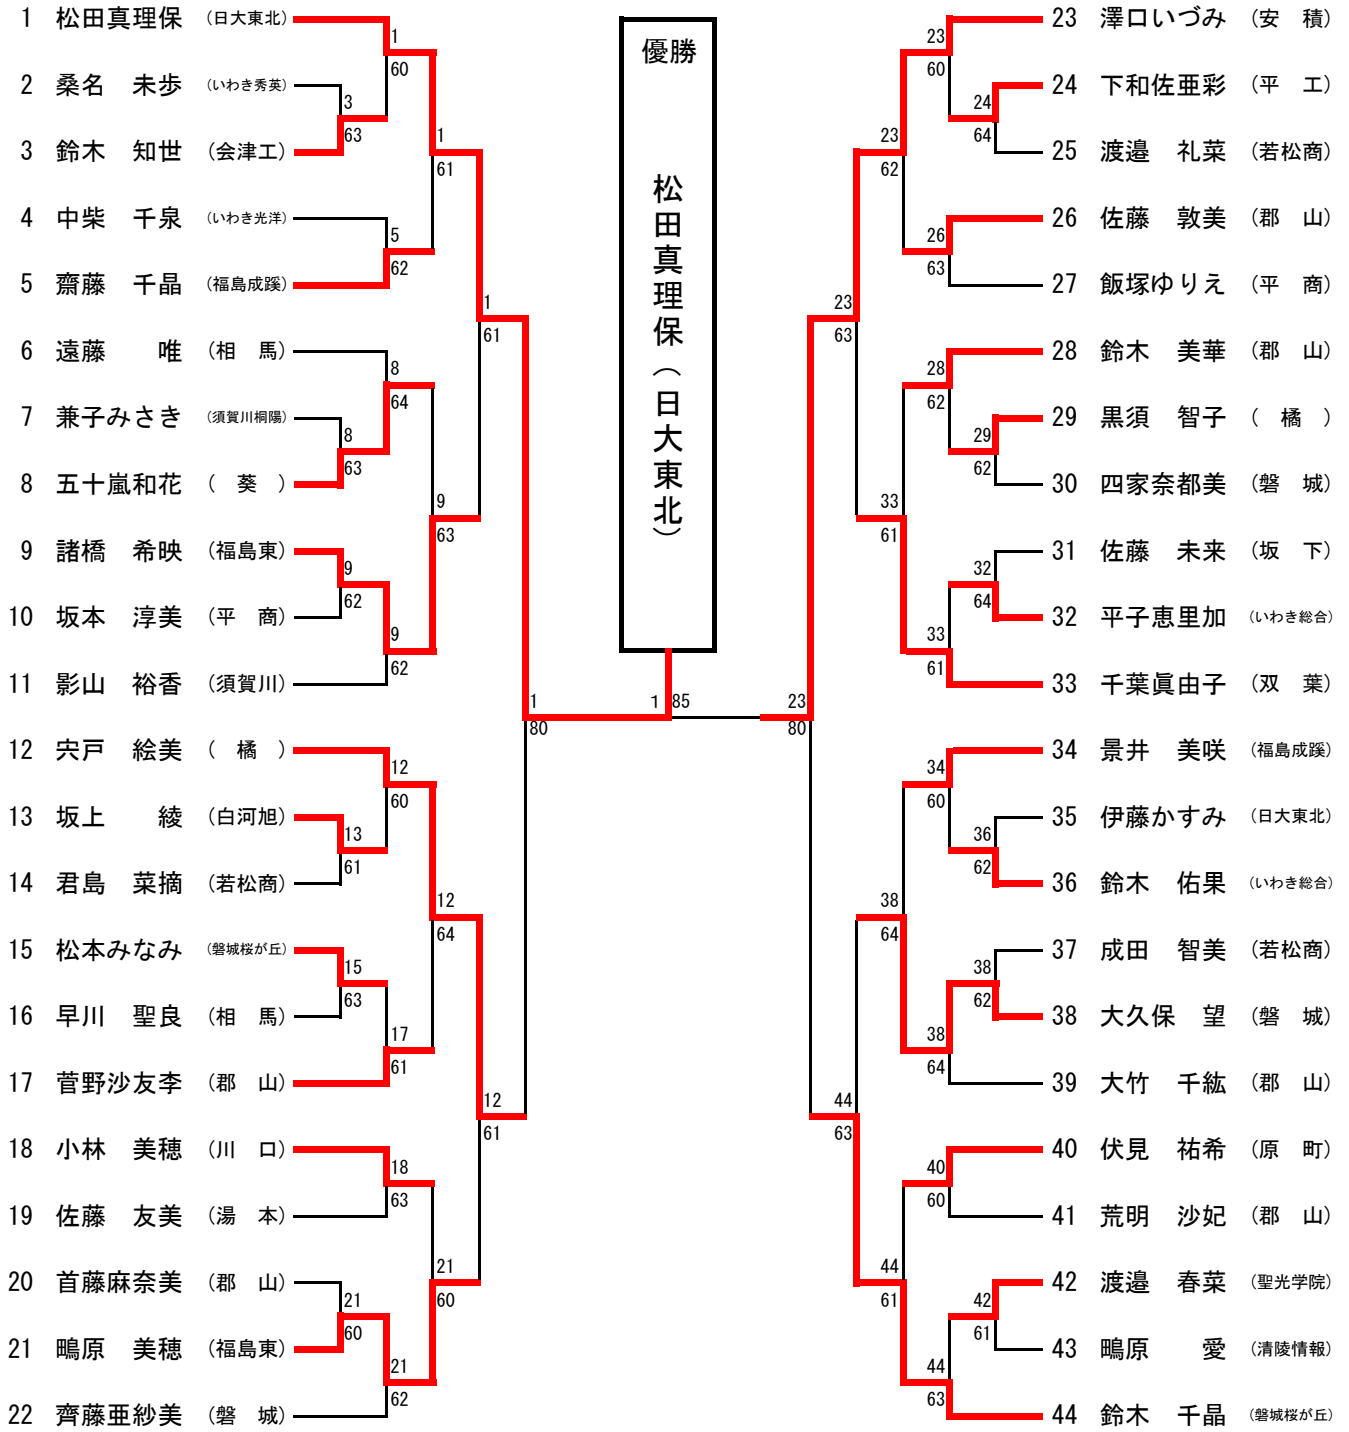 1 松田真理保 (日大東北)
2 桑名 未歩 (いわき秀英)
3 鈴木 知世 (会津工)
4 中柴 千泉 (いわき光洋)
5 齋藤 千晶 (福島成蹊)
6 遠藤 唯 (相 馬)
7 兼子みさき (須賀川桐陽)
8 五十嵐和花 ( 葵 )
9 諸橋 希映 (福島東)
10 坂本 淳美 (平 商)
11 影山 裕香 (須賀川)
12 宍戸 絵美 ( 橘 )
13 坂上 綾 (白河旭)
14 君島 菜摘 (若松商)
15 松本みなみ (磐城桜が丘)
16 早川 聖良 (相 馬)
17 菅野沙友李 (郡 山)
18 小林 美穂 (川 口)
19 佐藤 友美 (湯 本)
20 首藤麻奈美 (郡 山)
21 鴫原 美穂 (福島東)
22 齊藤亜紗美 (磐 城)
1
60
3
63
5
62
8
64
8
63
9
62
9
62
12
60
13
61
15
63
17
61
18
63
21
60
21
62
1
61
9
63
12
64
21
60
1
61
12
61
1
80
優勝
松田真理保(日大東北)
1 85
23
80
23
63
44
63
23
62
33
61
38
64
44
61
23
60
24
64
26
63
28
62
29
62
32
64
33
61
34
60
36
62
38
62
38
64
40
60
42
61
44
63
23 澤口いづみ (安 積)
24 下和佐亜彩 (平 工)
25 渡邉 礼菜 (若松商)
26 佐藤 敦美 (郡 山)
27 飯塚ゆりえ (平 商)
28 鈴木 美華 (郡 山)
29 黒須 智子 ( 橘 )
30 四家奈都美 (磐 城)
31 佐藤 未来 (坂 下)
32 平子恵里加 (いわき総合)
33 千葉眞由子 (双 葉)
34 景井 美咲 (福島成蹊)
35 伊藤かすみ (日大東北)
36 鈴木 佑果 (いわき総合)
37 成田 智美 (若松商)
38 大久保 望 (磐 城)
39 大竹 千紘 (郡 山)
40 伏見 祐希 (原 町)
41 荒明 沙妃 (郡 山)
42 渡邉 春菜 (聖光学院)
43 鴫原 愛 (清陵情報)
44 鈴木 千晶 (磐城桜が丘)